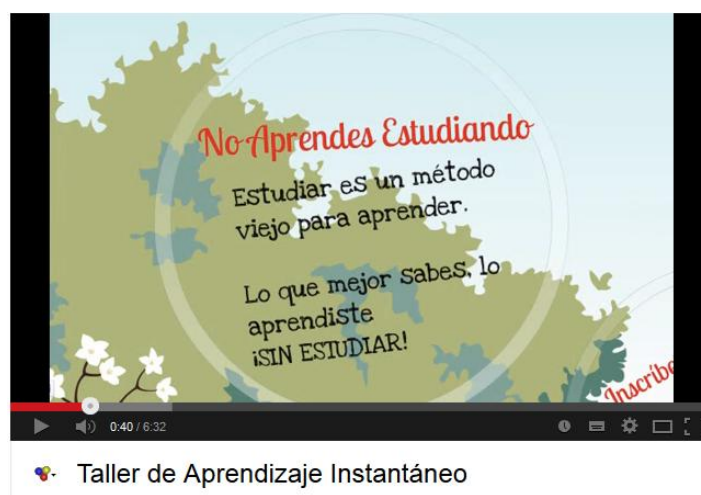 No Aprendes Estudiando
Estudiar es un método
viejo para aprender.
Lo que mejor sabes, lo
aprendiste
¡SIN ESTUDIAR!
Inscríbe
0:40 / 6:32
Taller de Aprendizaje Instantáneo